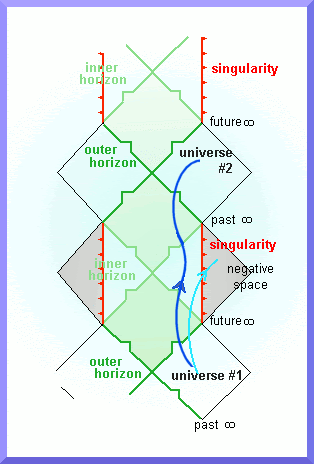 inner
horizon
singularity
future ∞
outer
horizon
universe
#2
past ∞
singularity
inner
horizon
negative
space
future ∞
outer
horizon
universe #1
past ∞